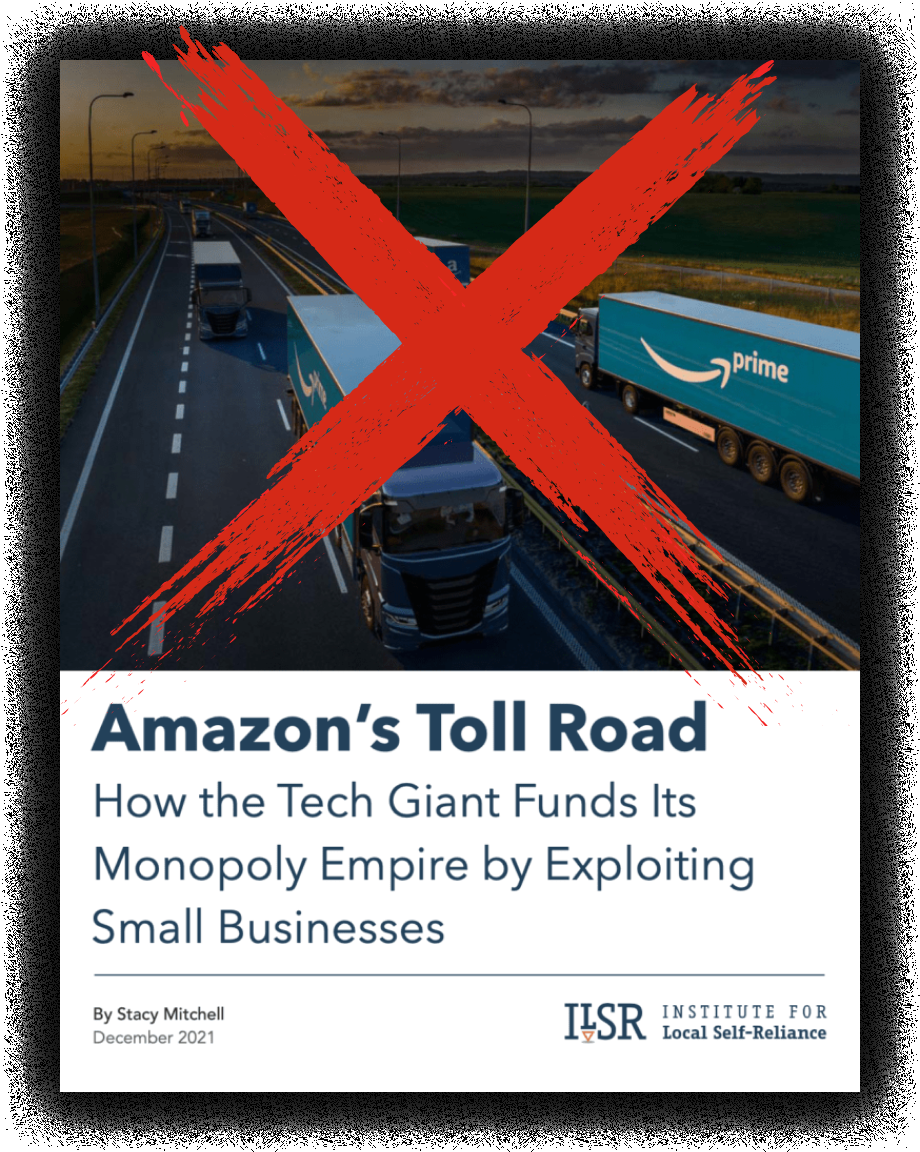 a
prime
Amazon's Toll Road
How the Tech Giant Funds Its
Monopoly Empire by Exploiting
Small Businesses
By Stacy Mitchell
December 2021
ILSR
INSTITUTE FOR
Local Self-Reliance